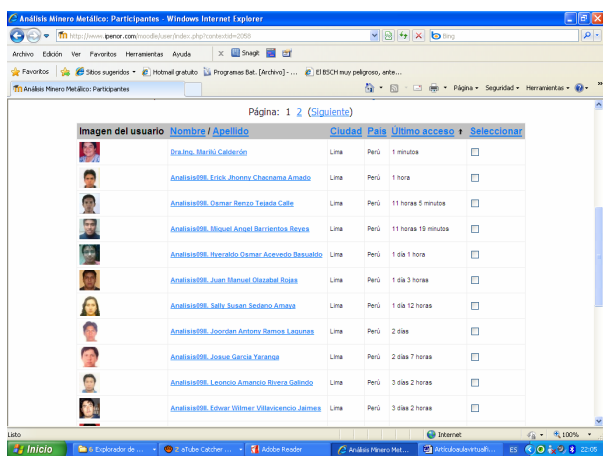 Análisis Minero Metálico: Participantes - Windows Internet Explorer
http://www.ipenor.com/moodle/user/index.php?contextid=2059
Bing
Archivo Edición Ver Favoritos Herramientas Ayuda x Snagit
Favoritos Sitios sugeridos Hotmail gratuito Programas Bat. [Archivo] - ... El BSCH muy peligroso, ante...
Análisis Minero Metálico: Participantes Página Seguridad Herramientas
Página: 1 2 (Siguiente)
Imagen del usuario Nombre / Apellido Ciudad País Último acceso Seleccionar
Dra.Ing. Marilú Calderón Lima Perú 1 minutos
Analisis098. Erick Jhonny Chacnama Amado Lima Perú 1 hora
Analisis098. Osmar Renzo Tejada Calle Lima Perú 11 horas 5 minutos
Analisis098. Miguel Angel Barrientos Reyes Lima Perú 11 horas 19 minutos
Analisis098. Hyeraldo Osmar Acevedo Basualdo Lima Perú 1 día 1 hora
Analisis098. Juan Manuel Olazabal Rojas Lima Perú 1 día 3 horas
Analisis098. Sally Susan Sedano Amaya Lima Perú 1 día 12 horas
Analisis098. Joordan Antony Ramos Lagunas Lima Perú 2 días
Analisis098. Josue Garcia Yaranga Lima Perú 2 días 7 horas
Analisis098. Leoncio Amancio Rivera Galindo Lima Perú 3 días 2 horas
Analisis098. Edwar Wilmer Villavicencio Jaimes Lima Perú 3 días 2 horas
Listo Internet 100%
Inicio Explorador de ... 2 aTube Catcher ... Adobe Reader Análisis Minero Met... Articuloaulavirtualfi... ES 22:05